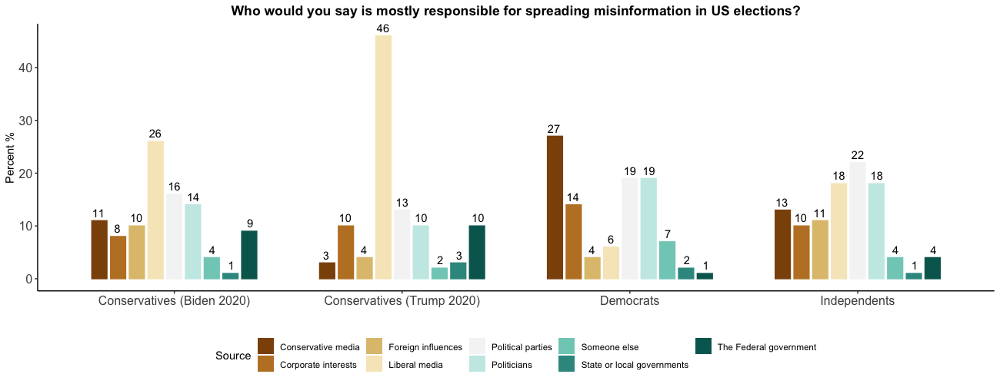 Who would you say is mostly responsible for spreading misinformation in US elections?
Percent %
40
30
20
10
0
11
8
10
26
16
14
4
1
9
3
10
4
46
13
10
2
3
10
27
14
4
6
19
19
7
2
1
13
10
11
18
22
18
4
1
4
Conservatives (Biden 2020)
Conservatives (Trump 2020)
Democrats
Independents
Source
Conservative media
Foreign influences
Political parties
Someone else
The Federal government
Corporate interests
Liberal media
Politicians
State or local governments